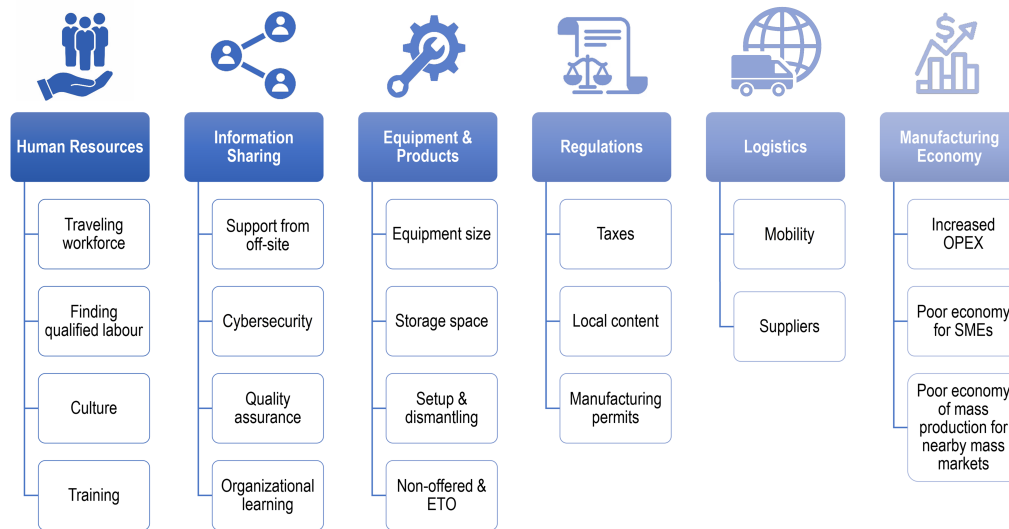 $
Human Resources
Traveling
workforce
Finding
qualified labour
Culture
Training
Information
Sharing
Support from
off-site
Cybersecurity
Quality
assurance
Organizational
learning
Equipment &
Products
Equipment size
Storage space
Setup &
dismantling
Non-offered &
ETO
Regulations
Taxes
Local content
Manufacturing
permits
Logistics
Mobility
Suppliers
Manufacturing
Economy
Increased
OPEX
Poor economy
for SMEs
Poor economy
of mass
production for
nearby mass
markets